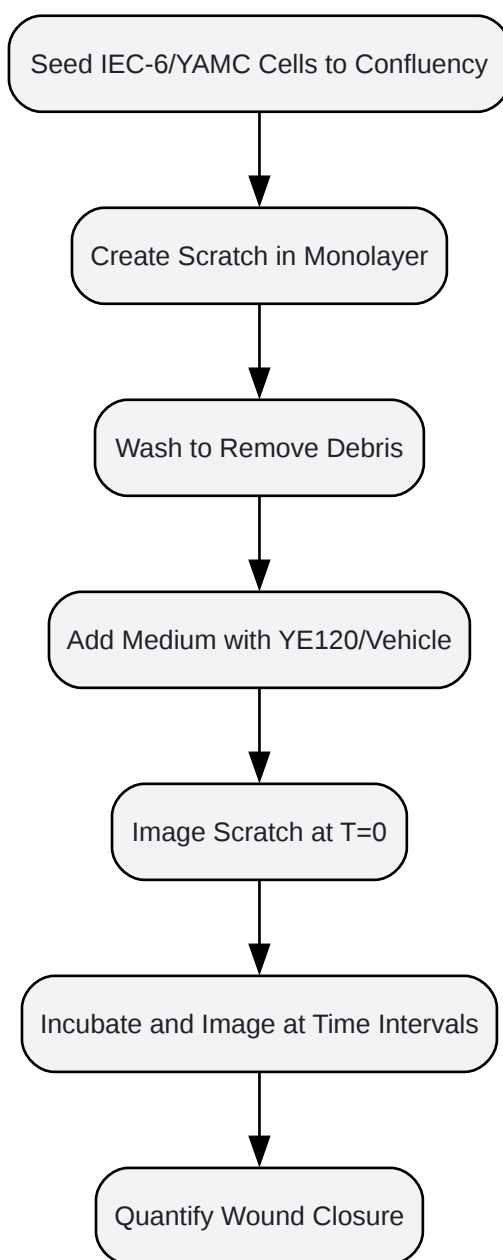 Seed IEC-6/YAMC Cells to Confluency
Create Scratch in Monolayer
Wash to Remove Debris
Add Medium with YE120/Vehicle
Image Scratch at T=0
Incubate and Image at Time Intervals
Quantify Wound Closure